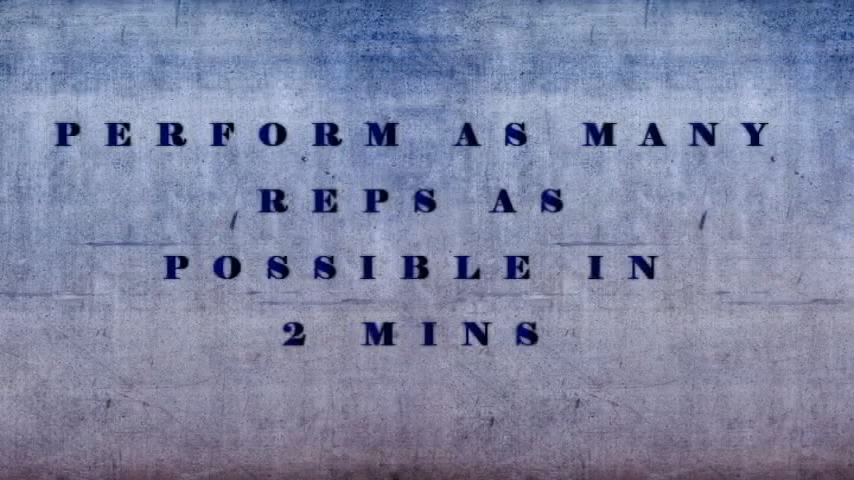 PERFORM AS MANY
REPS AS
POSSIBLE IN
2 MINS